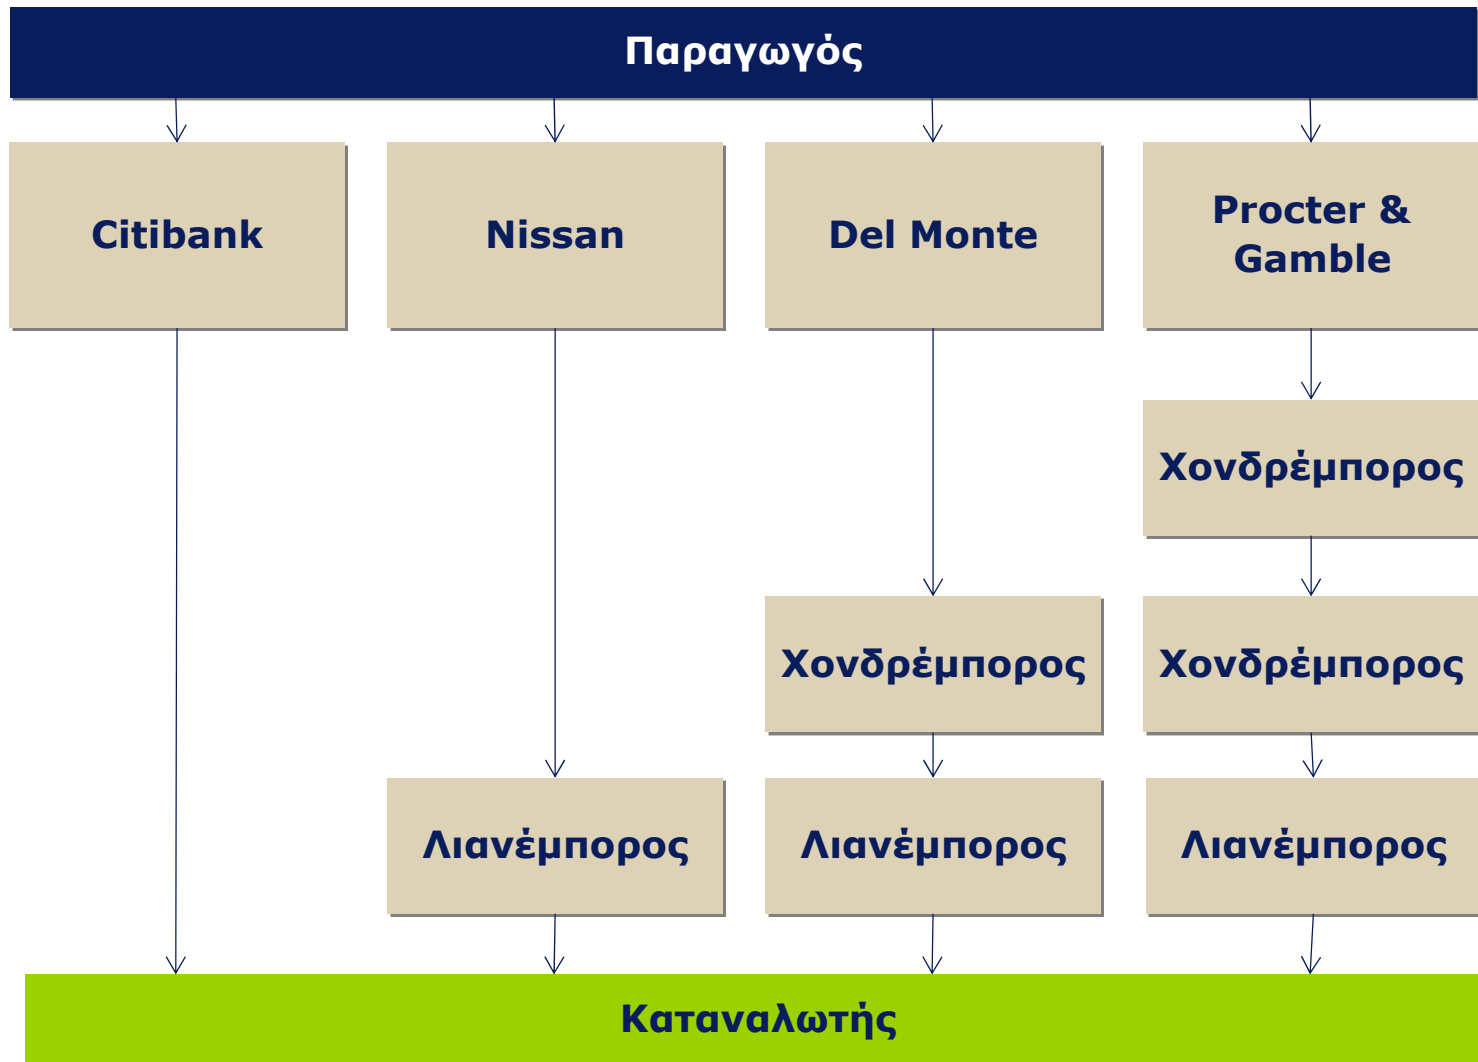 Παραγωγός
Citibank
Nissan
Del Monte
Procter &
Gamble
Χονδρέμπορος
Χονδρέμπορος
Χονδρέμπορος
Λιανέμπορος
Λιανέμπορος
Λιανέμπορος
Καταναλωτής